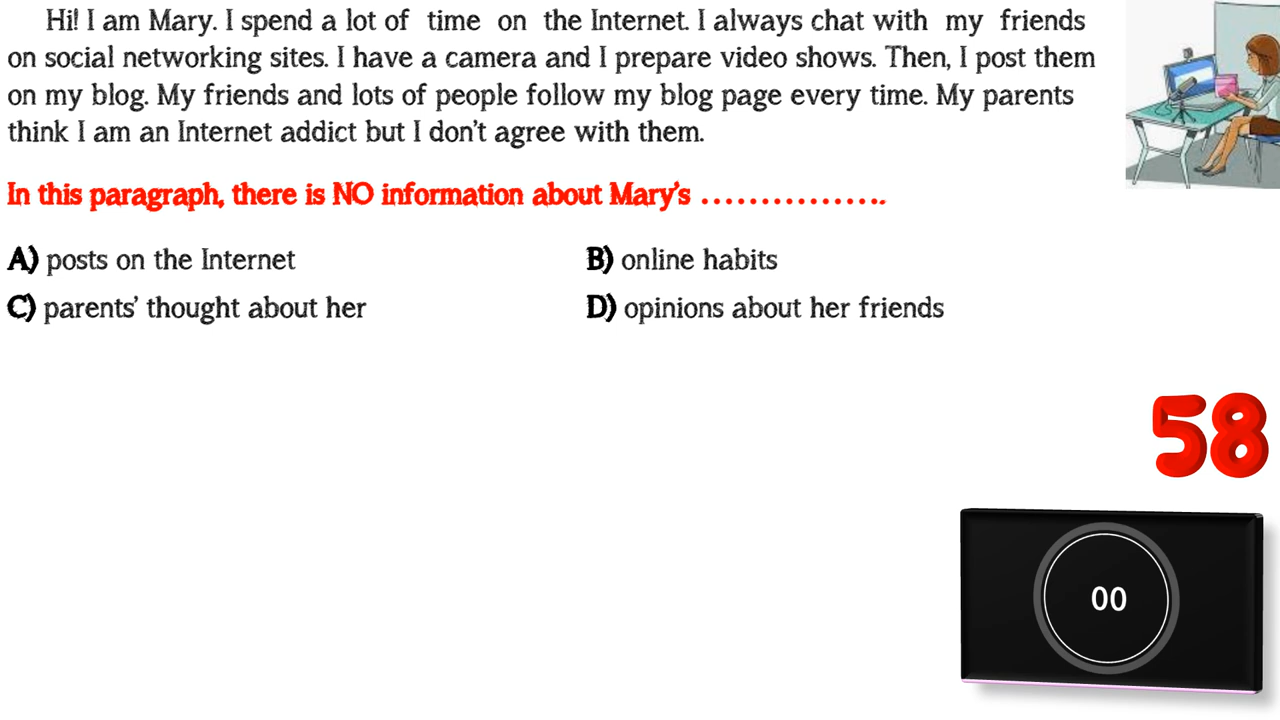 Hi! I am Mary. I spend a lot of time on the Internet. I always chat with my friends
on social networking sites. I have a camera and I prepare video shows. Then, I post them
on my blog. My friends and lots of people follow my blog page every time. My parents
think I am an Internet addict but I don't agree with them.
In this paragraph, there is NO information about Mary's ................
A) posts on the Internet
B) online habits
C) parents' thought about her
D) opinions about her friends
58
00